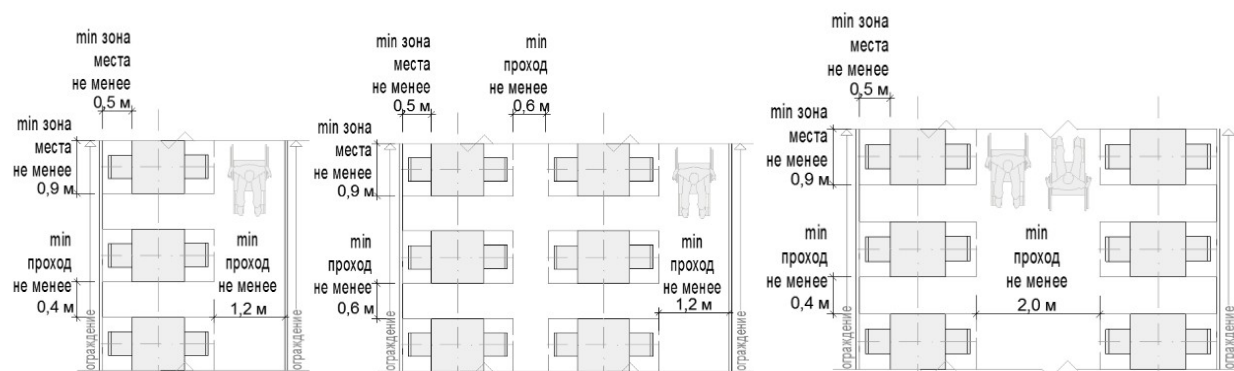 min зона
места
не менее
0,5 м
min зона
места
не менее
0,9 м
min
проход
не менее
0,4 м
min
проход
не менее
1,2 м
ограждение
ограждение
min зона
места
не менее
0,5 м
min
проход
не менее
0,6 м
min зона
места
не менее
0,9 м
min
проход
не менее
0,6 м
min
проход
не менее
1,2 м
ограждение
min зона
места
не менее
0,5 м
min зона
места
не менее
0,9 м
min
проход
не менее
0,4 м
min
проход
не менее
2,0 м
ограждение
ограждение